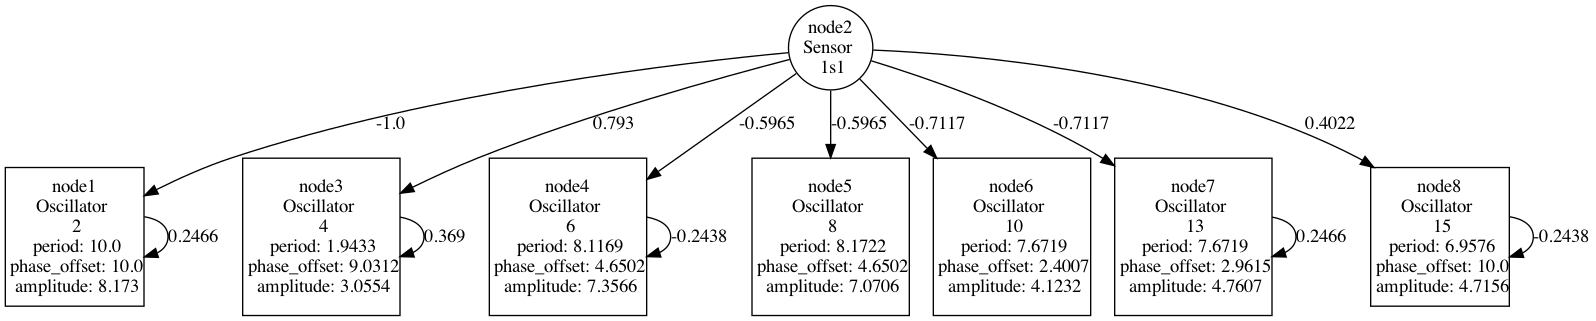 node2
Sensor
1s1
-1.0
0.793
-0.5965
-0.5965
-0.7117
-0.7117
0.4022
node1
Oscillator
2
period: 10.0
phase_offset: 10.0
amplitude: 8.173
0.2466
node3
Oscillator
4
period: 1.9433
phase_offset: 9.0312
amplitude: 3.0554
0.369
node4
Oscillator
6
period: 8.1169
phase_offset: 4.6502
amplitude: 7.3566
-0.2438
node5
Oscillator
8
period: 8.1722
phase_offset: 4.6502
amplitude: 7.0706
node6
Oscillator
10
period: 7.6719
phase_offset: 2.4007
amplitude: 4.1232
node7
Oscillator
13
period: 7.6719
phase_offset: 2.9615
amplitude: 4.7607
0.2466
node8
Oscillator
15
period: 6.9576
phase_offset: 10.0
amplitude: 4.7156
-0.2438